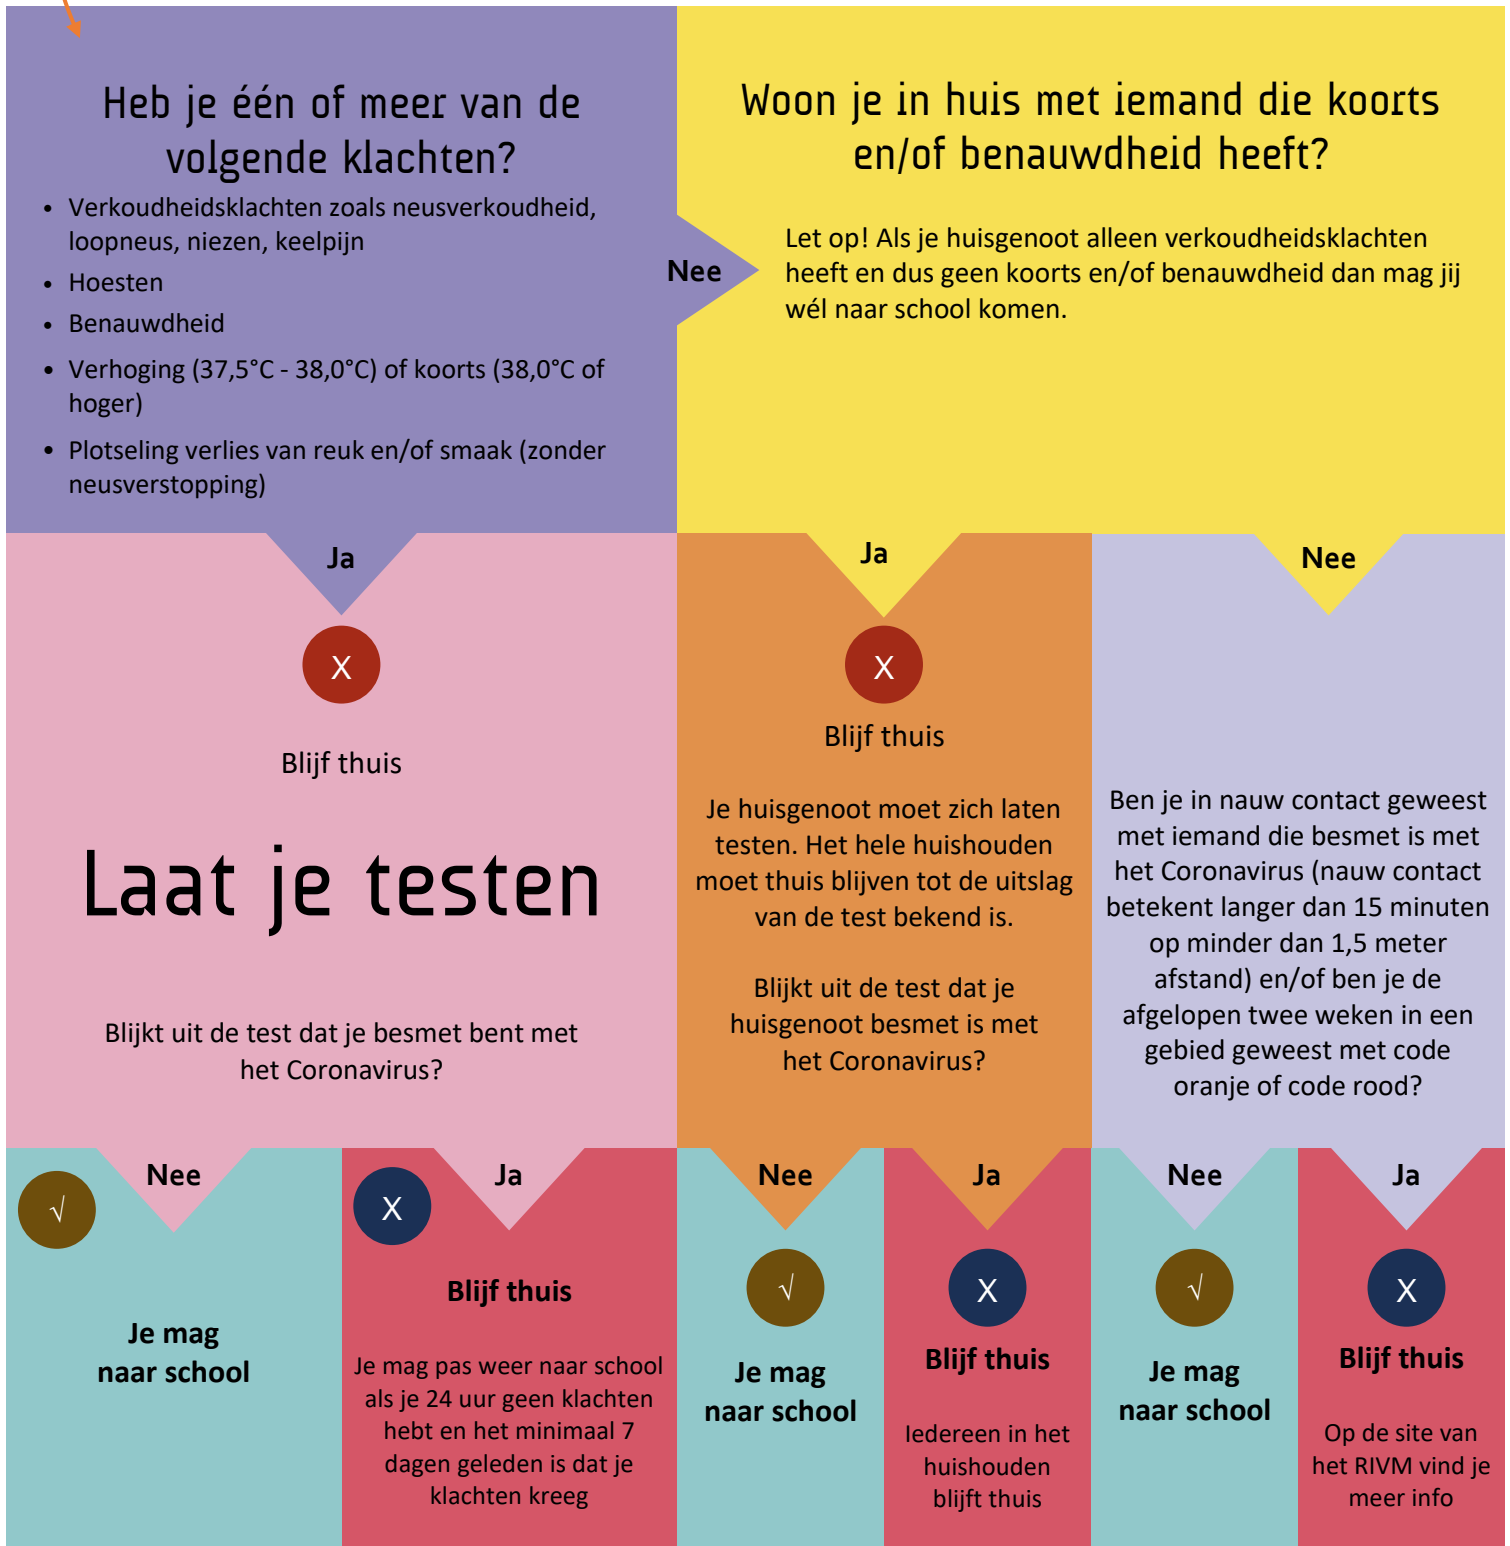 Heb je één of meer van de
volgende klachten?
• Verkoudheidsklachten zoals neusverkoudheid,
loopneus, niezen, keelpijn
• Hoesten
• Benauwdheid
• Verhoging (37,5°C - 38,0°C) of koorts (38,0°C of
hoger)
• Plotseling verlies van reuk en/of smaak (zonder
neusverstopping)
Nee
Woon je in huis met iemand die koorts
en/of benauwdheid heeft?
Let op! Als je huisgenoot alleen verkoudheidsklachten
heeft en dus geen koorts en/of benauwdheid dan mag jij
wél naar school komen.
Ja
X
Blijf thuis
Laat je testen
Blijkt uit de test dat je besmet bent met
het Coronavirus?
Ja
X
Blijf thuis
Je huisgenoot moet zich laten
testen. Het hele huishouden
moet thuis blijven tot de uitslag
van de test bekend is.
Blijkt uit de test dat je
huisgenoot besmet is met
het Coronavirus?
Nee
Ben je in nauw contact geweest
met iemand die besmet is met
het Coronavirus (nauw contact
betekent langer dan 15 minuten
op minder dan 1,5 meter
afstand) en/of ben je de
afgelopen twee weken in een
gebied geweest met code
oranje of code rood?
Nee
√
Je mag
naar school
Ja
X
Blijf thuis
Je mag pas weer naar school
als je 24 uur geen klachten
hebt en het minimaal 7
dagen geleden is dat je
klachten kreeg
Nee
√
Je mag
naar school
Ja
X
Blijf thuis
Iedereen in het
huishouden
blijft thuis
Nee
√
Je mag
naar school
Ja
X
Blijf thuis
Op de site van
het RIVM vind je
meer info